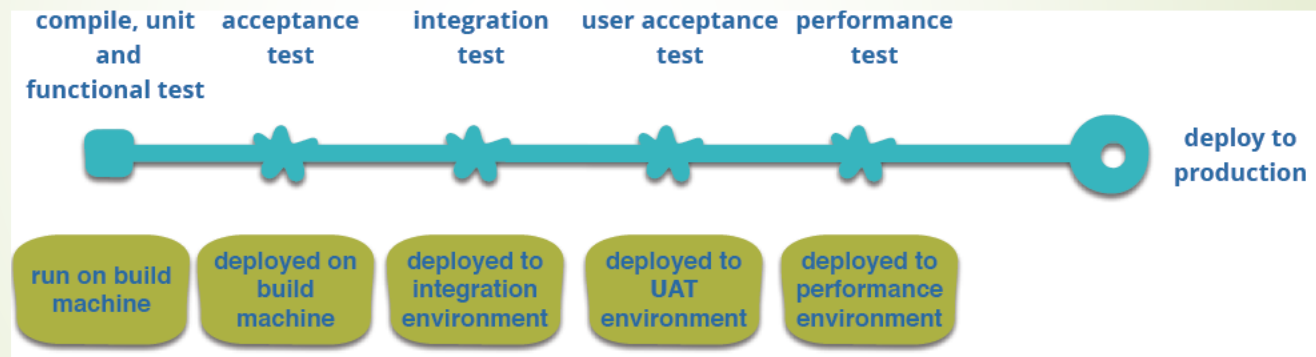 compile, unit
and
functional test
acceptance
test
integration
test
user acceptance
test
performance
test
deploy to
production
run on build
machine
deployed on
build
machine
deployed to
integration
environment
deployed to
UAT
environment
deployed to
performance
environment